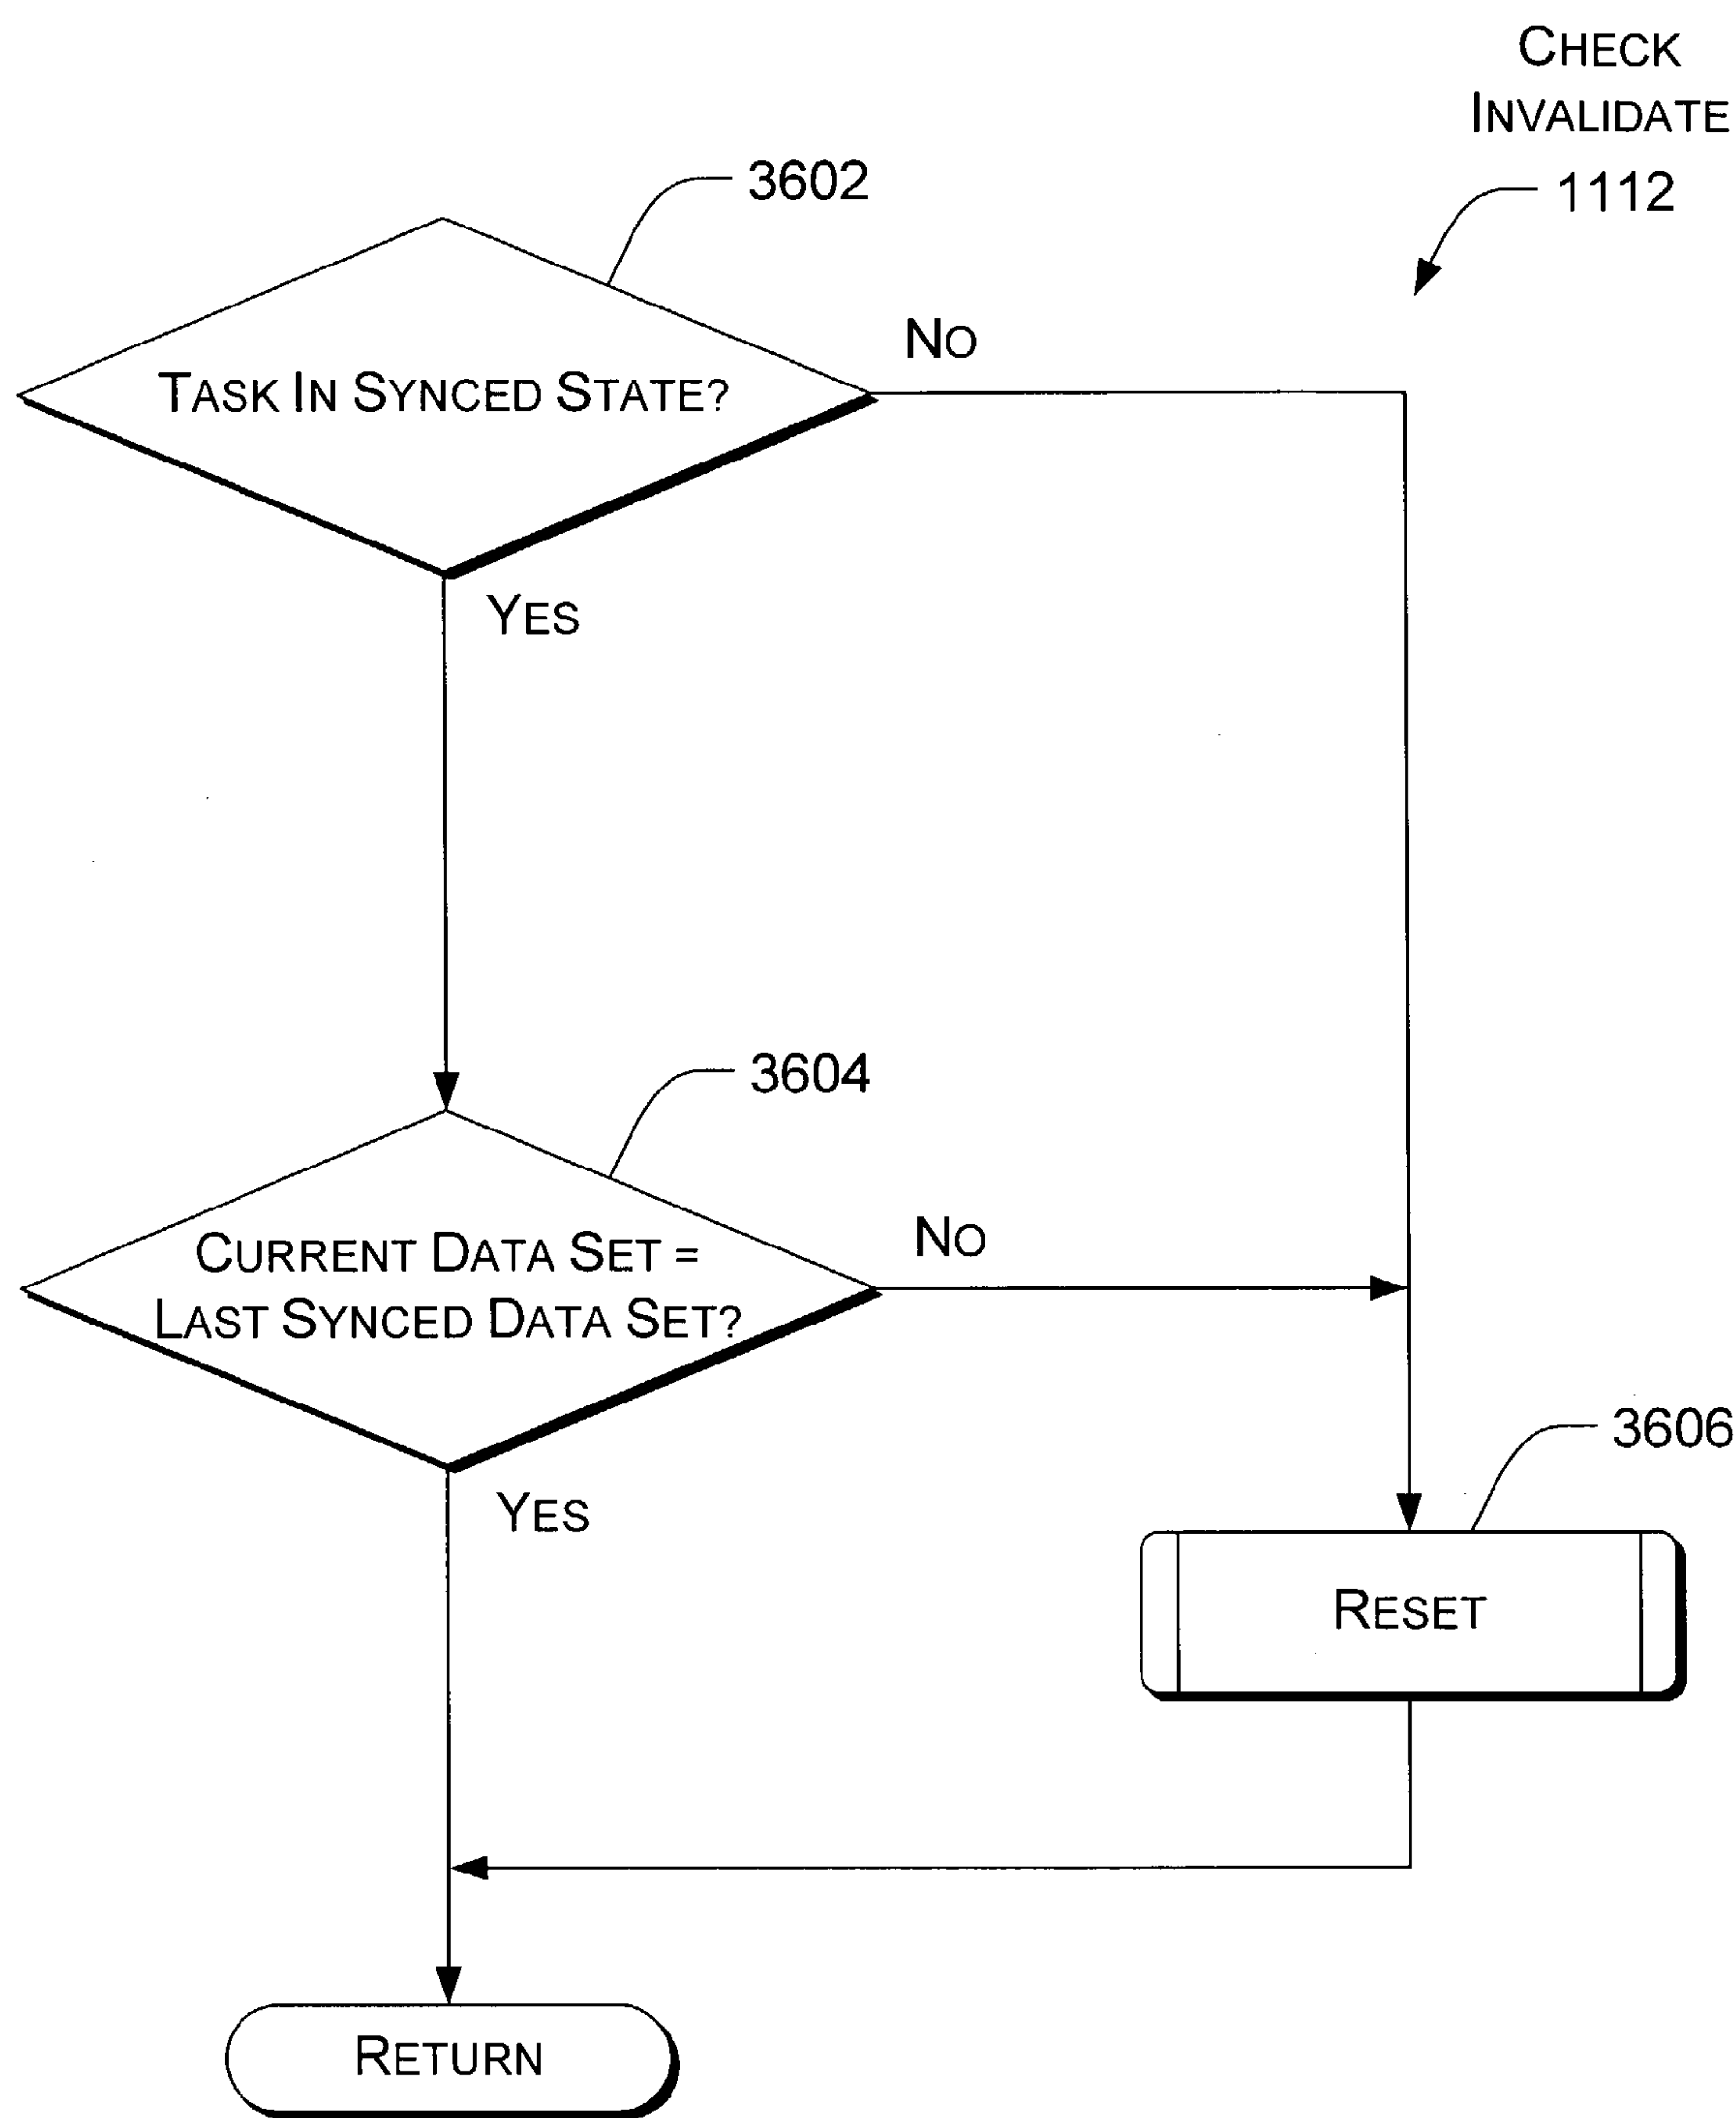 CHECK
INVALIDATE
1112
3602
NO
TASK IN SYNCED STATE?
YES
3604
CURRENT DATA SET =
LAST SYNCED DATA SET?
NO
YES
3606
RESET
RETURN